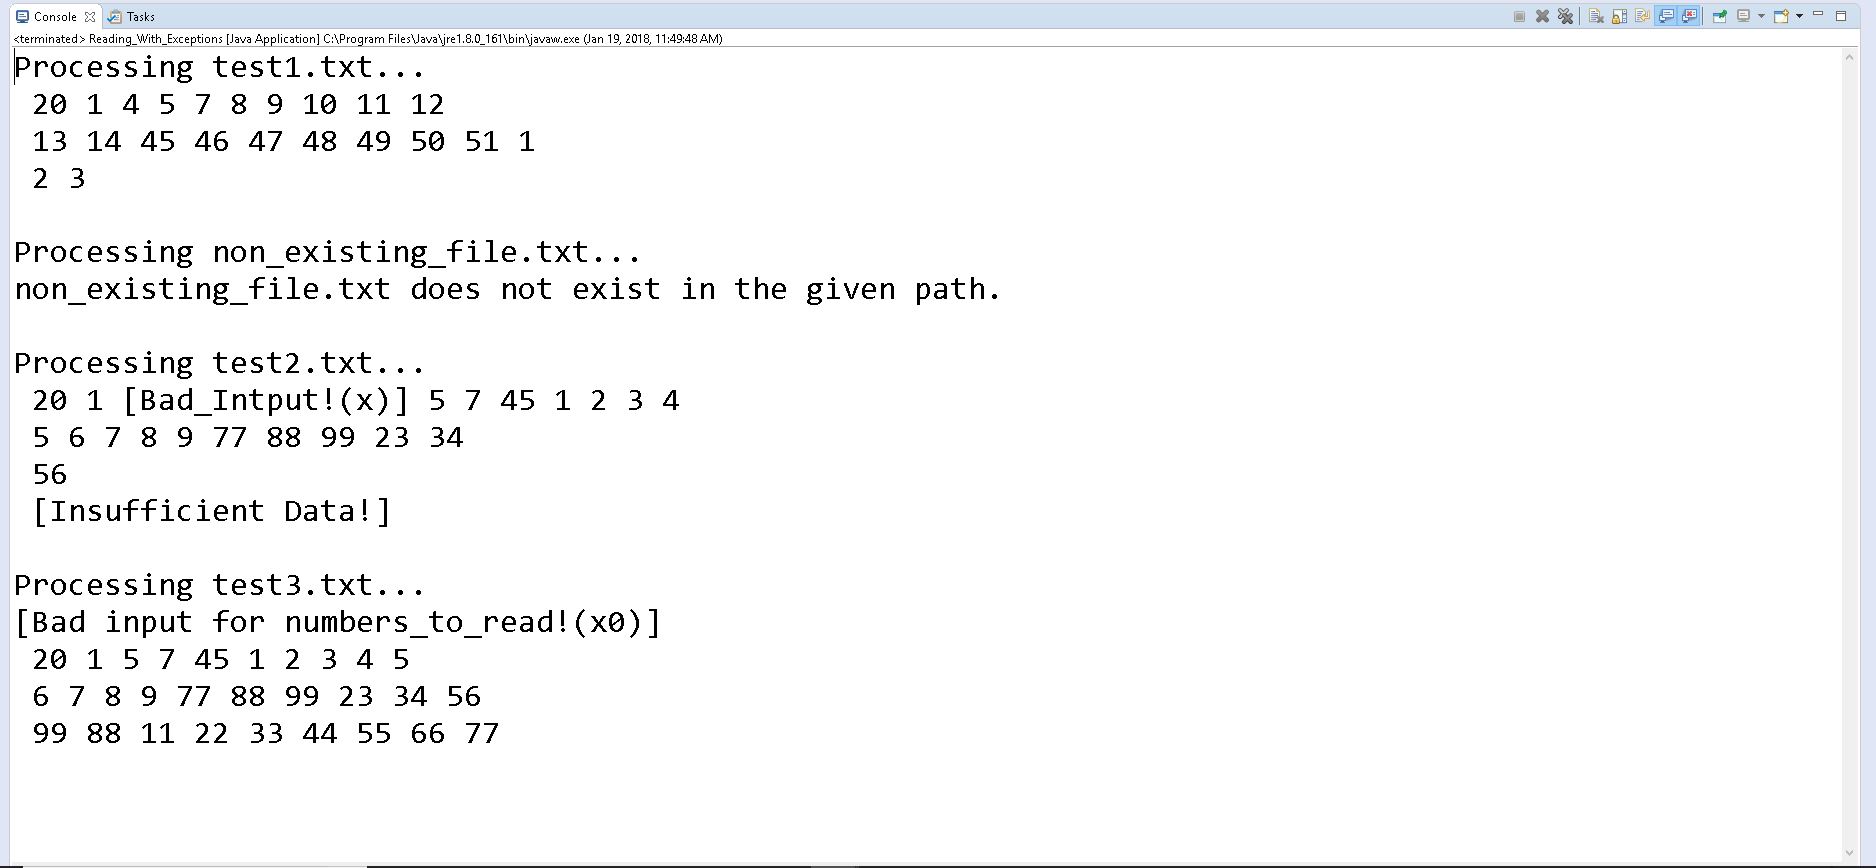 Console Tasks
<terminated> Reading_With_Exceptions [Java Application] C:\Program Files\Java\jre1.8.0_161\bin\javaw.exe (Jan 19, 2018, 11:49:48 AM)
Processing test1.txt...
20 1 4 5 7 8 9 10 11 12
13 14 45 46 47 48 49 50 51 1
2 3
Processing non_existing_file.txt...
non_existing_file.txt does not exist in the given path.
Processing test2.txt...
20 1 [Bad_Intput!(x)] 5 7 45 1 2 3 4
5 6 7 8 9 77 88 99 23 34
56
[Insufficient Data!]
Processing test3.txt...
[Bad input for numbers_to_read!(x0)]
20 1 5 7 45 1 2 3 4 5
6 7 8 9 77 88 99 23 34 56
99 88 11 22 33 44 55 66 77